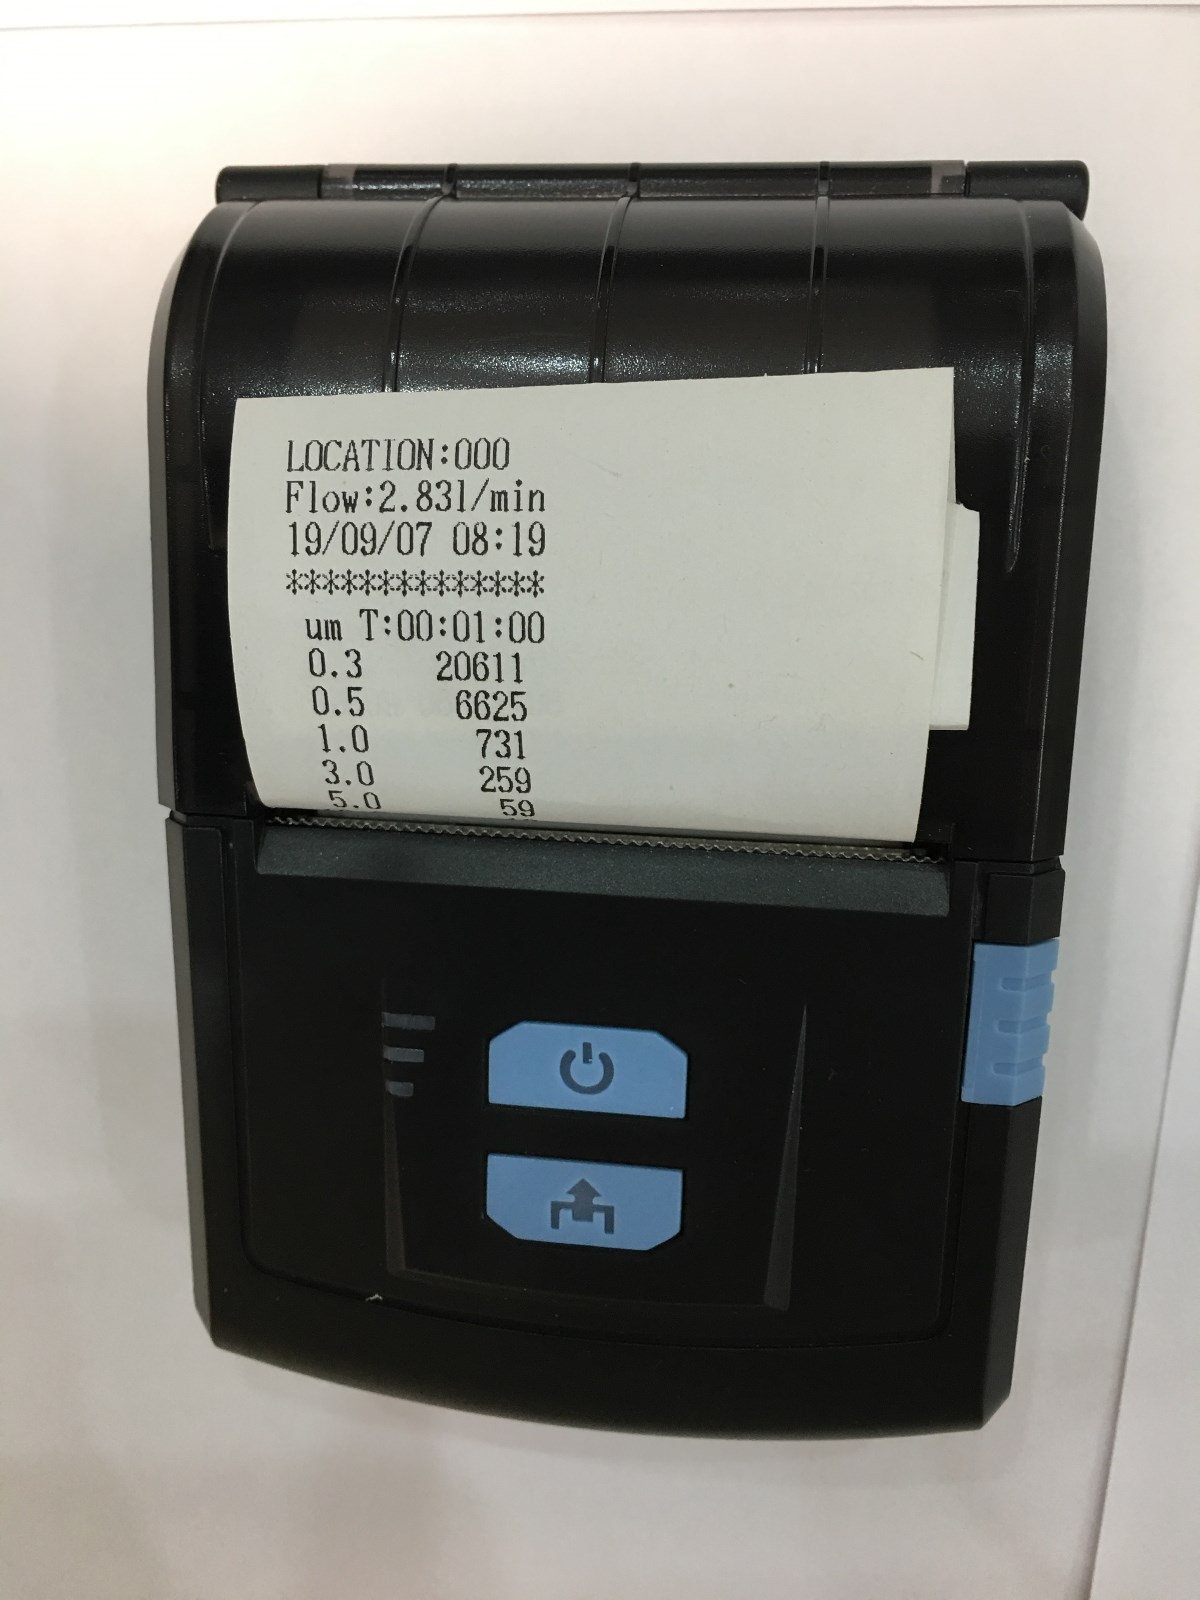 LOCATION:000
Flow:2.83l/min
19/09/07 08:19
*************
um T:00:01:00
0.3 20611
0.5 6625
1.0 731
3.0 259
5.0 59